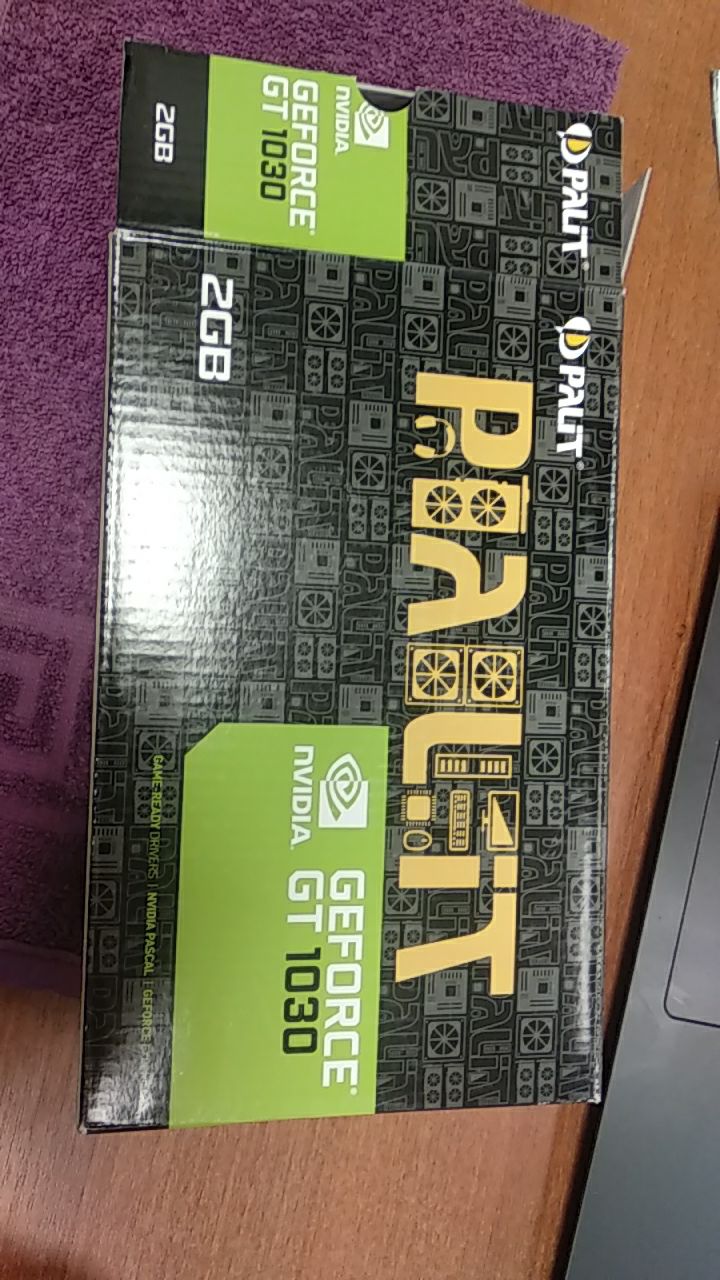 PALIT
nVIDIA
GEFORCE®
GT 1030
2GB
PALIT®
PALIT
2GB
nVIDIA
GEFORCE®
GT 1030
GAME-READY DRIVERS | NVIDIA PASCAL | GEFORCE